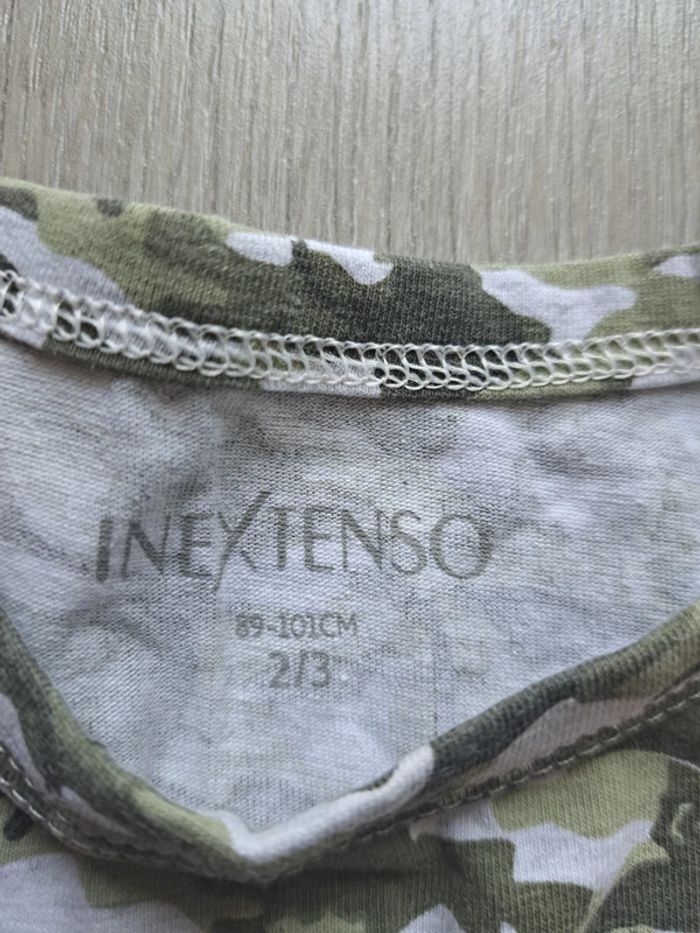 INEXTENSO
89-101CM
2/3